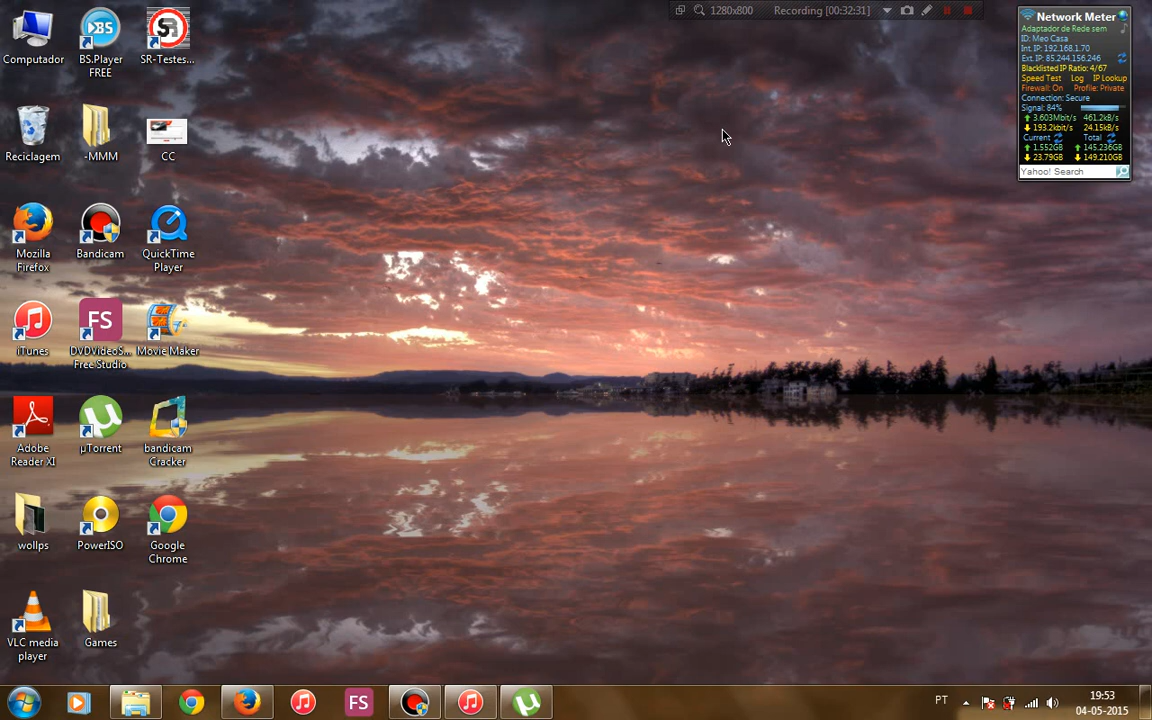 1280x800 Recording [00:32:31]
Computador
BS.Player
FREE
SR-Testes...
Reciclagem
-MMM
CC
Mozilla
Firefox
Bandicam
QuickTime
Player
iTunes
FS
DVDVideoS...
Free Studio
Movie Maker
Adobe
Reader XI
µTorrent
bandicam
Cracker
wollps
PowerISO
Google
Chrome
VLC media
player
Games
Network Meter
Adaptador de Rede sem
ID: Meo Casa
Int. IP: 192.168.1.70
Ext. IP: 85.244.156.246
Blacklisted IP Ratio: 4/67
Speed Test Log IP Lookup
Firewall: On Profile: Private
Connection: Secure
Signal: 84%
3.603Mbit/s 461.2kB/s
193.2kbit/s 24.15kB/s
Current Total
1.552GB 145.236GB
23.79GB 149.210GB
Yahoo! Search
FS
PT
19:53
04-05-2015